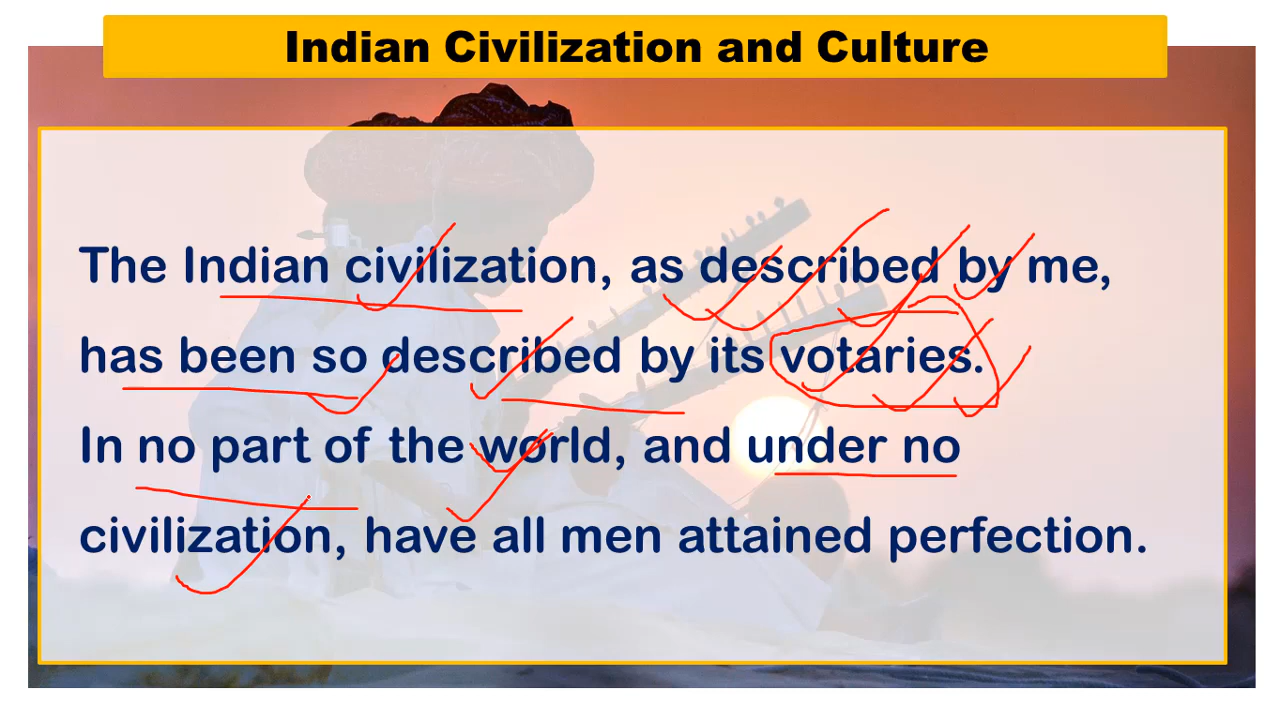 Indian Civilization and Culture
The Indian civilization, as described by me,
has been so described by its votaries.
In no part of the world, and under no
civilization, have all men attained perfection.